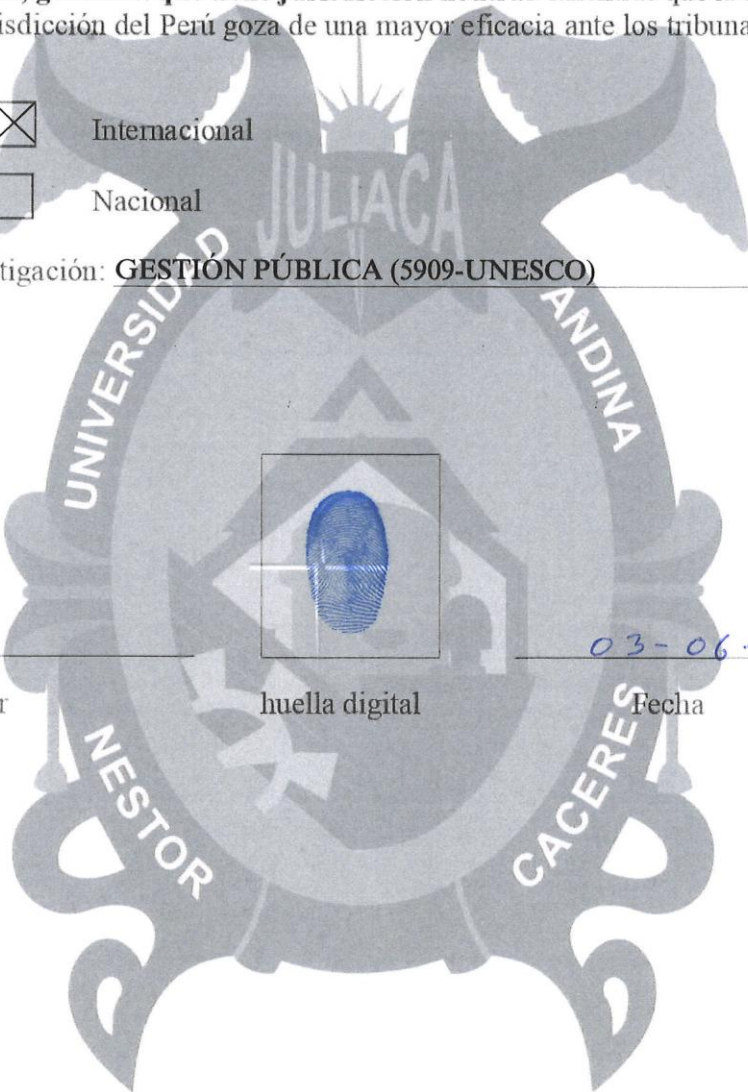 jurisdicción
isdicción del Perú goza de una mayor eficacia ante los tribuna
Internacional
Nacional
tigación: GESTIÓN PÚBLICA (5909-UNESCO)
JULIACA
UNIVERSIDAD
ANDINA
03-06-
r
huella digital
Fecha
NESTOR
CACERES